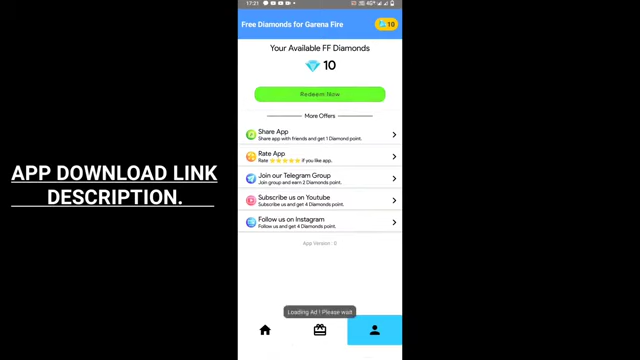 17:21
Free Diamonds for Garena Fire
10
Your Available FF Diamonds
10
Redeem Now
More Offers
Share App
Share app with friends and get 1 Diamond point.
Rate App
Rate ⭐⭐⭐⭐⭐ if you like app.
Join our Telegram Group
Join group and earn 2 Diamonds point.
Subscribe us on Youtube
Subscribe us and get 4 Diamonds point.
Follow us on Instagram
Follow us and get 4 Diamonds point.
App Version : 0
Loading Ad ! Please wait
APP DOWNLOAD LINK
DESCRIPTION.